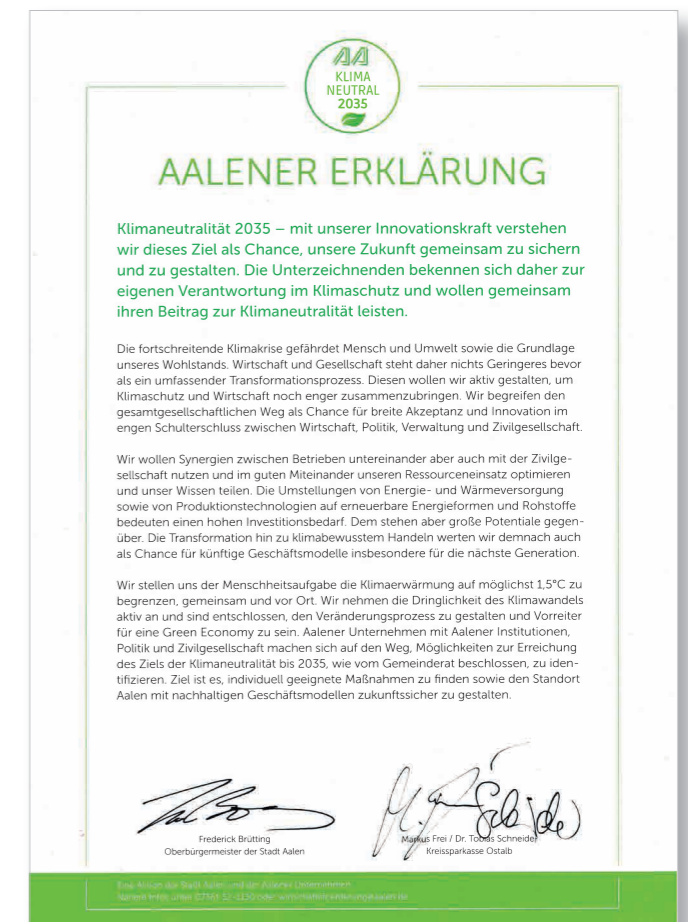 AA
KLIMA
NEUTRAL
2035
AALENER ERKLÄRUNG
Klimaneutralität 2035 – mit unserer Innovationskraft verstehen
wir dieses Ziel als Chance, unsere Zukunft gemeinsam zu sichern
und zu gestalten. Die Unterzeichnenden bekennen sich daher zur
eigenen Verantwortung im Klimaschutz und wollen gemeinsam
ihren Beitrag zur Klimaneutralität leisten.
Die fortschreitende Klimakrise gefährdet Mensch und Umwelt sowie die Grundlage
unseres Wohlstands. Wirtschaft und Gesellschaft steht daher nichts Geringeres bevor
als ein umfassender Transformationsprozess. Diesen wollen wir aktiv gestalten, um
Klimaschutz und Wirtschaft noch enger zusammenzubringen. Wir begreifen den
gesamtgesellschaftlichen Weg als Chance für breite Akzeptanz und Innovation im
engen Schulterschluss zwischen Wirtschaft, Politik, Verwaltung und Zivilgesellschaft.
Wir wollen Synergien zwischen Betrieben untereinander aber auch mit der Zivilge-
sellschaft nutzen und im guten Miteinander unseren Ressourceneinsatz optimieren
und unser Wissen teilen. Die Umstellungen von Energie- und Wärmeversorgung
sowie von Produktionstechnologien auf erneuerbare Energieformen und Rohstoffe
bedeuten einen hohen Investitionsbedarf. Dem stehen aber große Potentiale gegen-
über. Die Transformation hin zu klimabewusstem Handeln werten wir demnach auch
als Chance für künftige Geschäftsmodelle insbesondere für die nächste Generation.
Wir stellen uns der Menschheitsaufgabe die Klimaerwärmung auf möglichst 1,5°C zu
begrenzen, gemeinsam und vor Ort. Wir nehmen die Dringlichkeit des Klimawandels
aktiv an und sind entschlossen, den Veränderungsprozess zu gestalten und Vorreiter
für eine Green Economy zu sein. Aalener Unternehmen mit Aalener Institutionen,
Politik und Zivilgesellschaft machen sich auf den Weg, Möglichkeiten zur Erreichung
des Ziels der Klimaneutralität bis 2035, wie vom Gemeinderat beschlossen, zu iden-
tifizieren. Ziel ist es, individuell geeignete Maßnahmen zu finden sowie den Standort
Aalen mit nachhaltigen Geschäftsmodellen zukunftssicher zu gestalten.
Frederick Brütting
Oberbürgermeister der Stadt Aalen
Markus Frei / Dr. Tobias Schneider
Kreissparkasse Ostalb
Eine Aktion der Stadt Aalen und der Aalener Unternehmen.